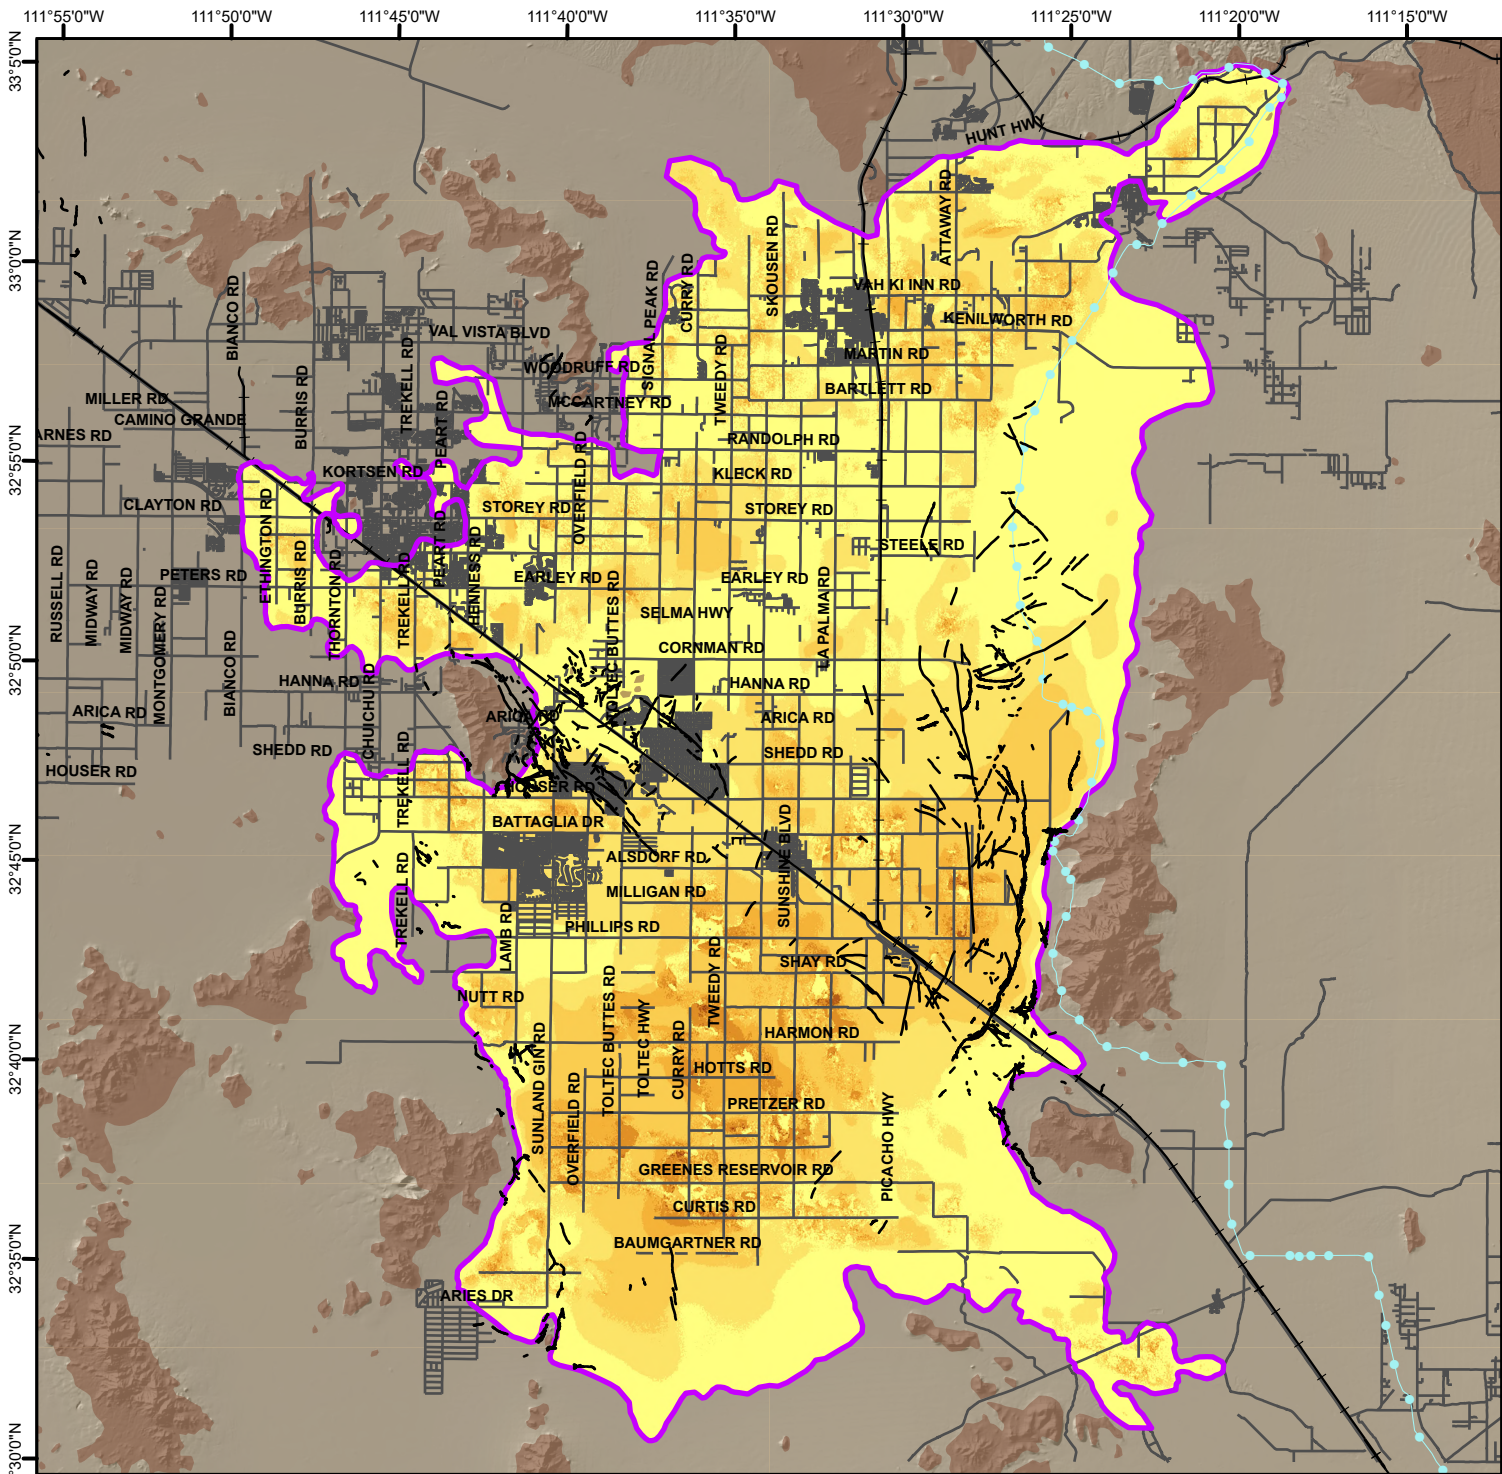 111°55'0"W
111°50'0"W
111°45'0"W
111°40'0"W
111°35'0"W
111°30'0"W
111°25'0"W
111°20'0"W
111°15'0"W
33°5'0"N
33°0'0"N
32°55'0"N
32°50'0"N
32°45'0"N
32°40'0"N
32°35'0"N
°30'0"N
HUNT HWY
ATTAWAY RD
SKOUSEN RD
SIGNAL PEAK RD
CURRY RD
VAH KI INN RD
BIANCO RD
KENILWORTH RD
VAL VISTA BLVD
TREKELL RD
TWEEDY RD
MARTIN RD
WOODRUFF RD
BARTLETT RD
MILLER RD
BURRIS RD
PEART RD
MCCARTNEY RD
CAMINO GRANDE
ARNES RD
RANDOLPH RD
OVERFIELD RD
KORTSEN RD
KLECK RD
CLAYTON RD
ETHINGTON RD
STOREY RD
STOREY RD
PEART RD
HENNESS RD
STEELE RD
RUSSELL RD
MIDWAY RD
MIDWAY RD
MONTGOMERY RD
PETERS RD
BURRIS RD
THORNTON RD
TREKELL RD
EARLEY RD
EARLEY RD
TOLTEC BUTTES RD
LA PALMA RD
SELMA HWY
BIANCO RD
CORNMAN RD
CHUICHU RD
HANNA RD
HANNA RD
ARICA RD
ARICA RD
ARICA RD
SHEDD RD
SHEDD RD
TREKELL RD
HOUSER RD
HOUSER RD
BATTAGLIA DR
SUNSHINE BLVD
ALSDORF RD
TREKELL RD
MILLIGAN RD
LAMB RD
PHILLIPS RD
TWEEDY RD
SHAY RD
NUTT RD
TOLTEC BUTTES RD
TOLTEC HWY
CURRY RD
SUNLAND GIN RD
HARMON RD
HOTTS RD
OVERFIELD RD
PRETZER RD
PICACHO HWY
GREENES RESERVOIR RD
CURTIS RD
BAUMGARTNER RD
ARIES DR